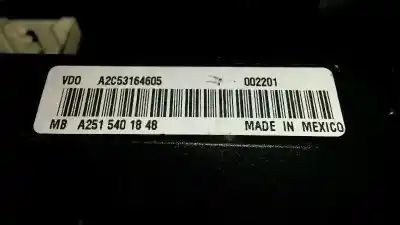 VDO A2C53164605 002201
MB A251 540 18 48 MADE IN MEXICO